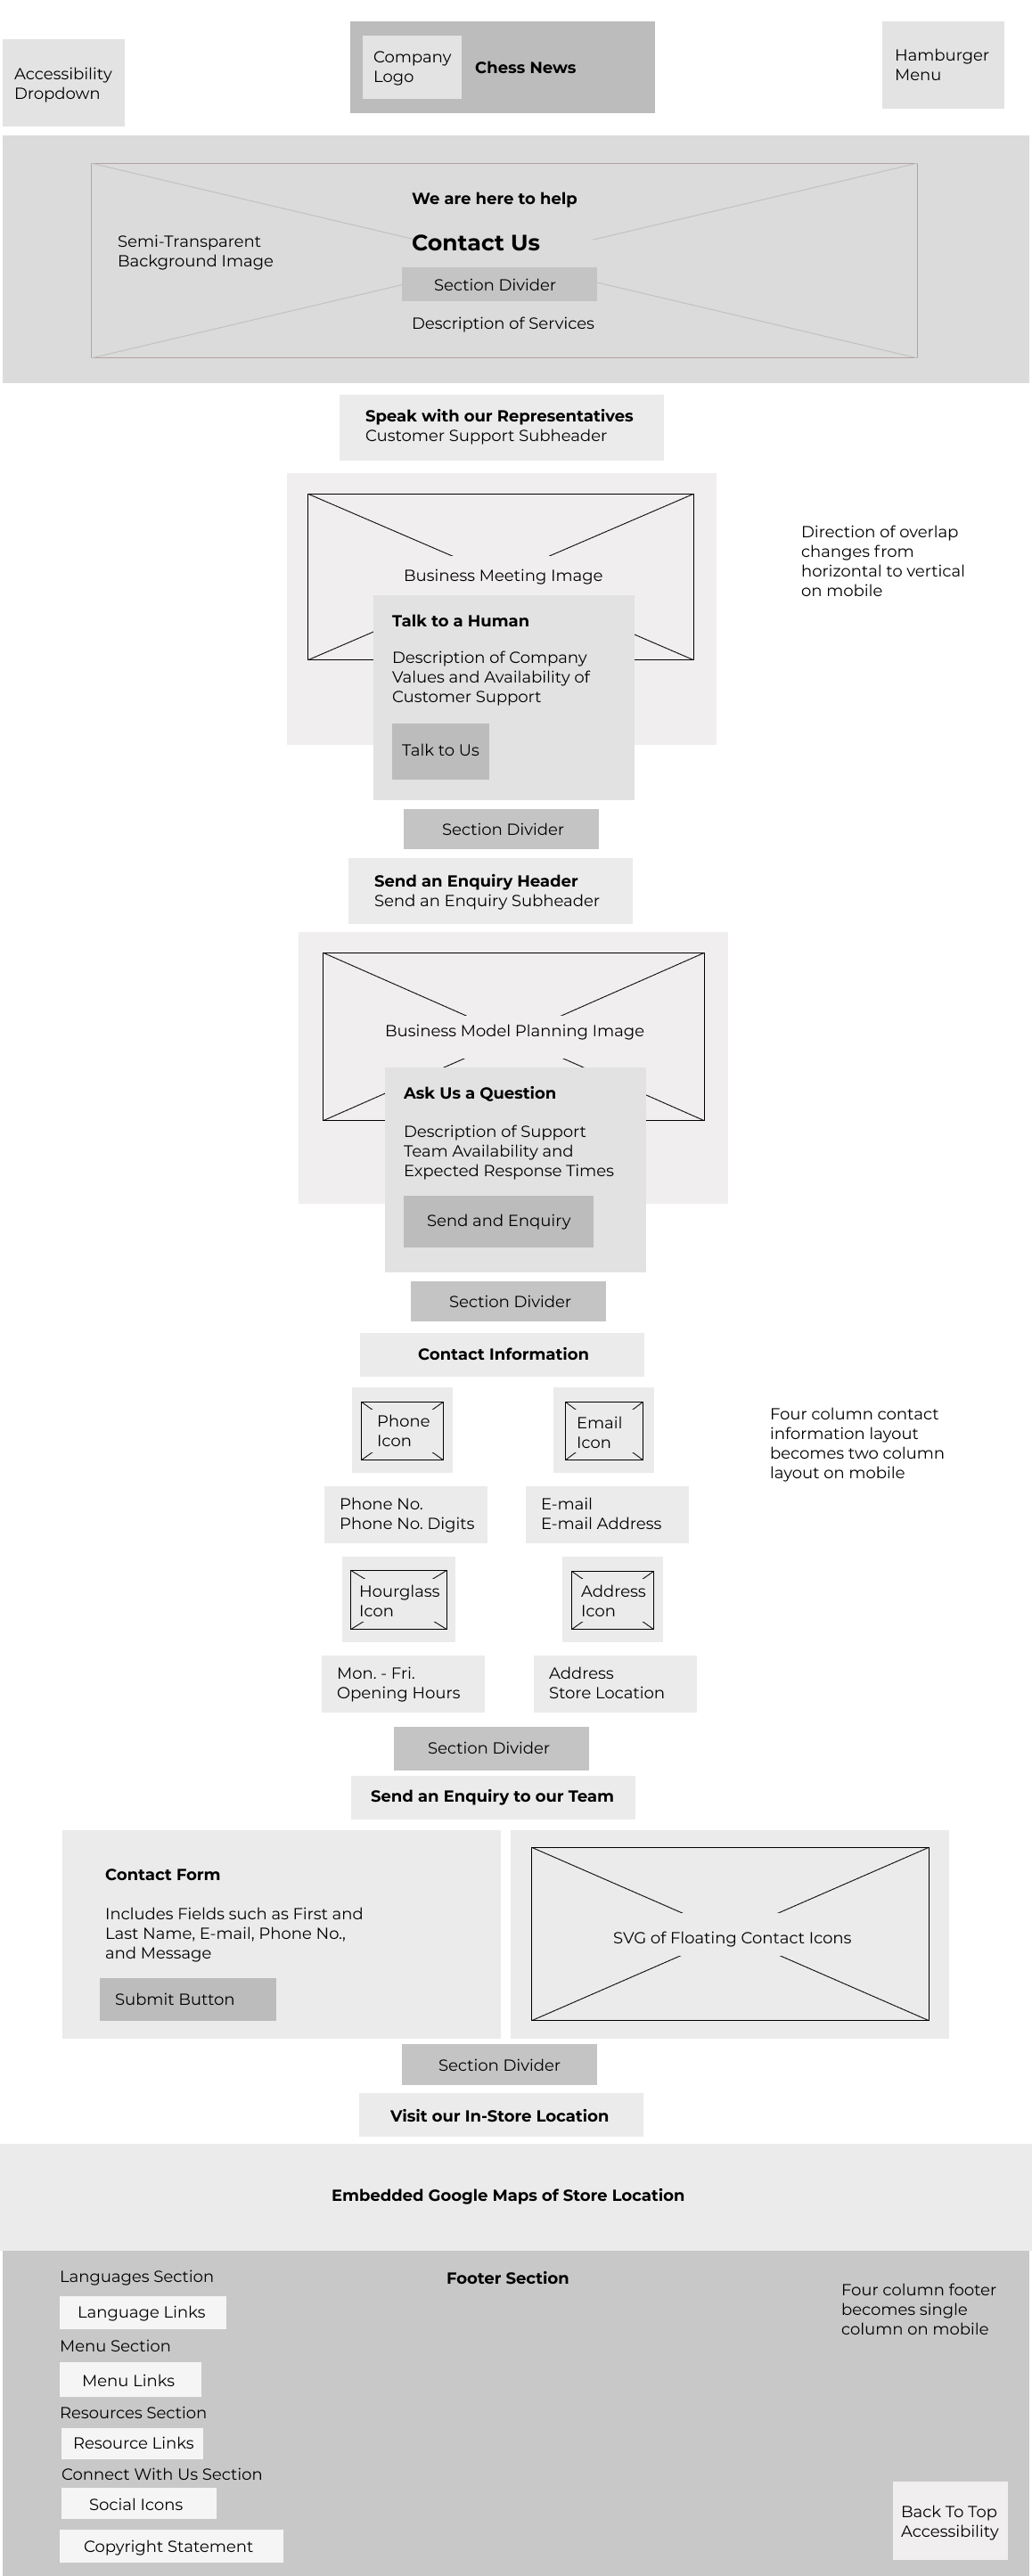 Accessibility
Dropdown
Company
Logo
Chess News
Hamburger
Menu
We are here to help
Semi-Transparent
Background Image
Contact Us
Section Divider
Description of Services
Speak with our Representatives
Customer Support Subheader
Direction of overlap
changes from
horizontal to vertical
on mobile
Business Meeting Image
Talk to a Human
Description of Company
Values and Availability of
Customer Support
Talk to Us
Section Divider
Send an Enquiry Header
Send an Enquiry Subheader
Business Model Planning Image
Ask Us a Question
Description of Support
Team Availability and
Expected Response Times
Send and Enquiry
Section Divider
Contact Information
Phone
Icon
Email
Icon
Four column contact
information layout
becomes two column
layout on mobile
Phone No.
Phone No. Digits
E-mail
E-mail Address
Hourglass
Icon
Address
Icon
Mon. - Fri.
Opening Hours
Address
Store Location
Section Divider
Send an Enquiry to our Team
Contact Form
Includes Fields such as First and
Last Name, E-mail, Phone No.,
and Message
Submit Button
SVG of Floating Contact Icons
Section Divider
Visit our In-Store Location
Embedded Google Maps of Store Location
Footer Section
Languages Section
Language Links
Menu Section
Menu Links
Resources Section
Resource Links
Connect With Us Section
Social Icons
Copyright Statement
Four column footer
becomes single
column on mobile
Back To Top
Accessibility